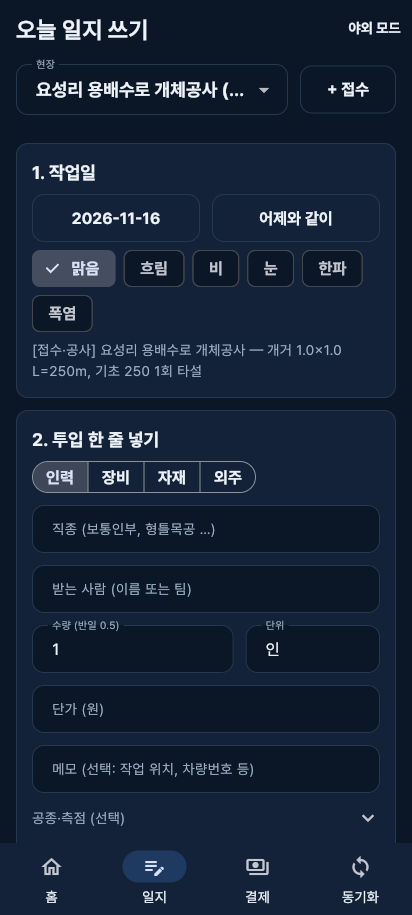 오늘 일지 쓰기
야외 모드
현장
요성리 용배수로 개체공사 (...
+ 접수
1. 작업일
2026-11-16
어제와 같이
맑음
흐림
비
눈
한파
폭염
[접수·공사] 요성리 용배수로 개체공사 — 개거 1.0×1.0
L=250m, 기초 250 1회 타설
2. 투입 한 줄 넣기
인력
장비
자재
외주
직종 (보통인부, 형틀목공 ...)
받는 사람 (이름 또는 팀)
수량 (반일 0.5)
단위
1
인
단가 (원)
메모 (선택: 작업 위치, 차량번호 등)
공종·측점 (선택)
홈
일지
결제
동기화